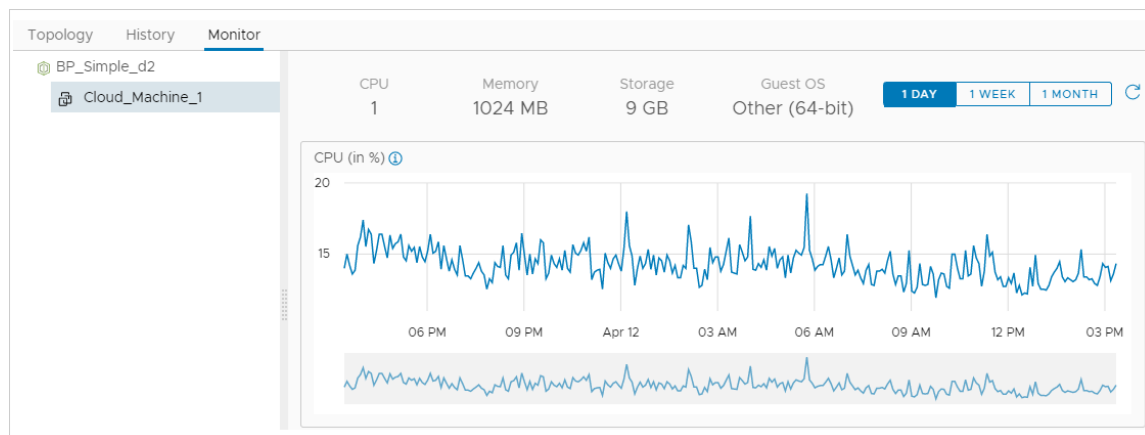 Topology History Monitor
BP_Simple_d2
Cloud_Machine_1
CPU Memory Storage Guest OS
1 1024 MB 9 GB Other (64-bit)
1 DAY 1 WEEK 1 MONTH
CPU (in %)
20
15
06 PM 09 PM Apr 12 03 AM 06 AM 09 AM 12 PM 03 PM